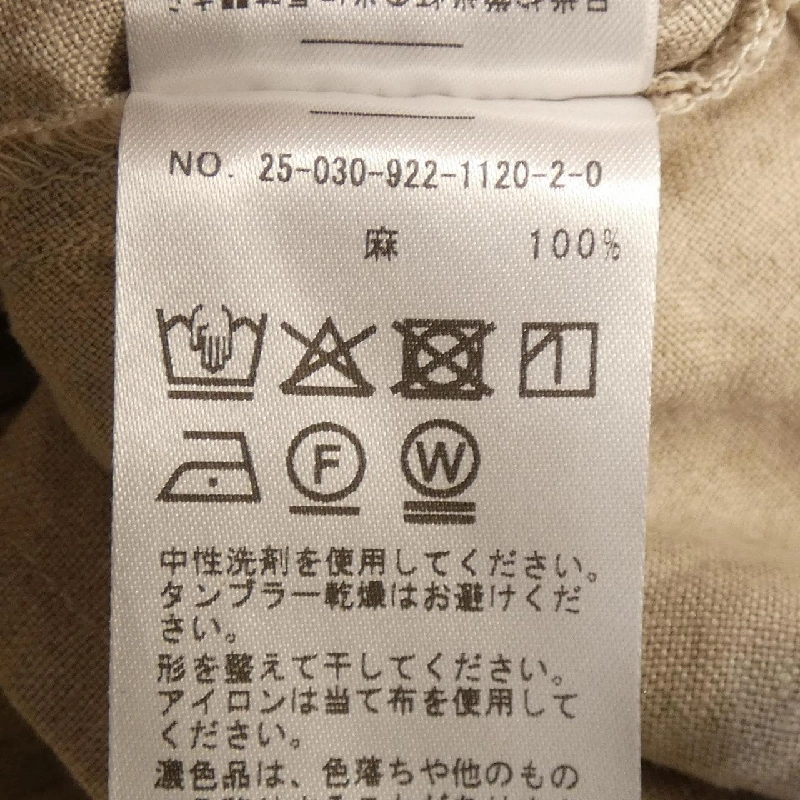 NO. 25-030-922-1120-2-0
麻 100%
F W
中性洗剤を使用してください。
タンブラー乾燥はお避けくだ
さい。
形を整えて干してください。
アイロンは当て布を使用して
ください。
濃色品は、色落ちや他のもの